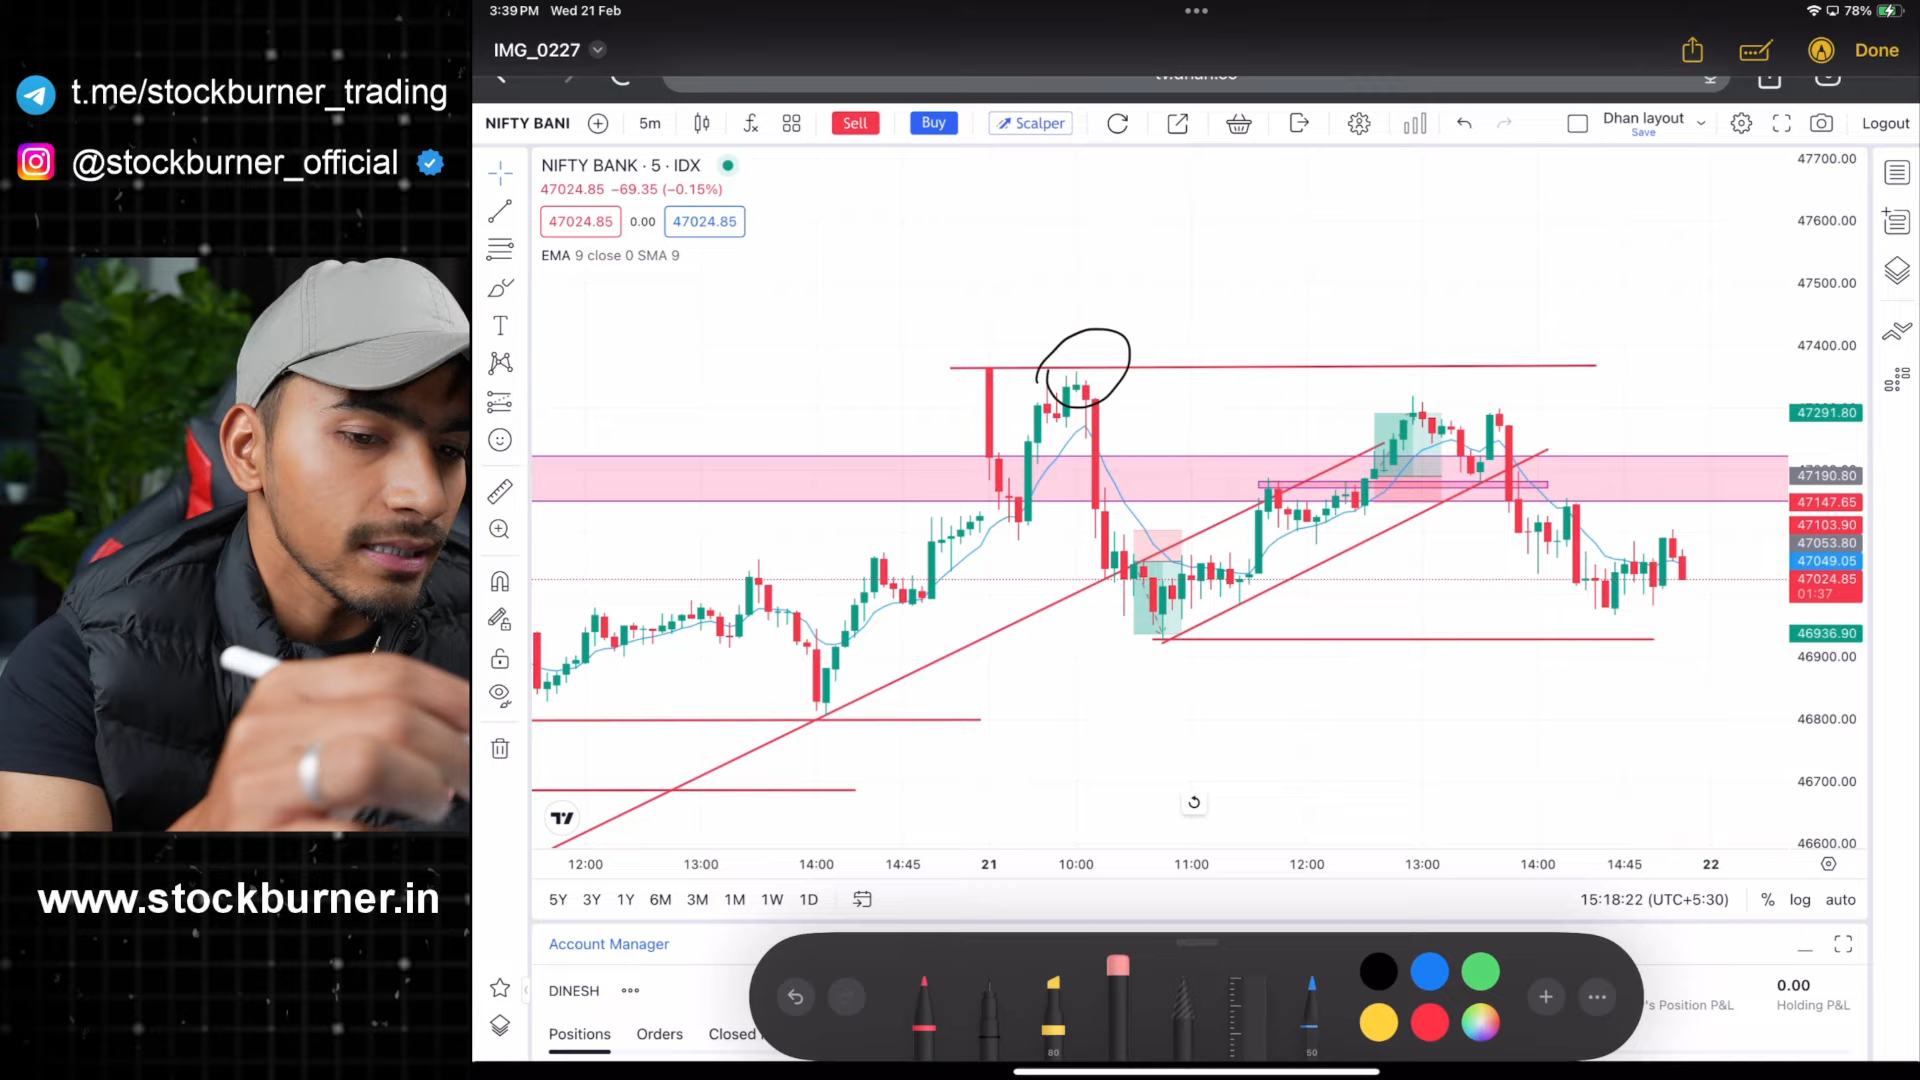 3:39 PM Wed 21 Feb
78%
IMG_0227
Done
t.me/stockburner_trading
@stockburner_official
www.stockburner.in
NIFTY BANI
5m
Sell
Buy
Scalper
Dhan layout
Save
Logout
NIFTY BANK · 5 · IDX
47024.85 −69.35 (−0.15%)
47024.85 0.00 47024.85
EMA 9 close 0 SMA 9
47700.00
47600.00
47500.00
47400.00
47291.80
47190.80
47147.65
47103.90
47053.80
47049.05
47024.85
01:37
46936.90
46900.00
46800.00
46700.00
46600.00
12:00 13:00 14:00 14:45 21 10:00 11:00 12:00 13:00 14:00 14:45 22
5Y 3Y 1Y 6M 3M 1M 1W 1D
15:18:22 (UTC+5:30) % log auto
Account Manager
DINESH
0.00
's Position P&L Holding P&L
Positions Orders Closed
80
50